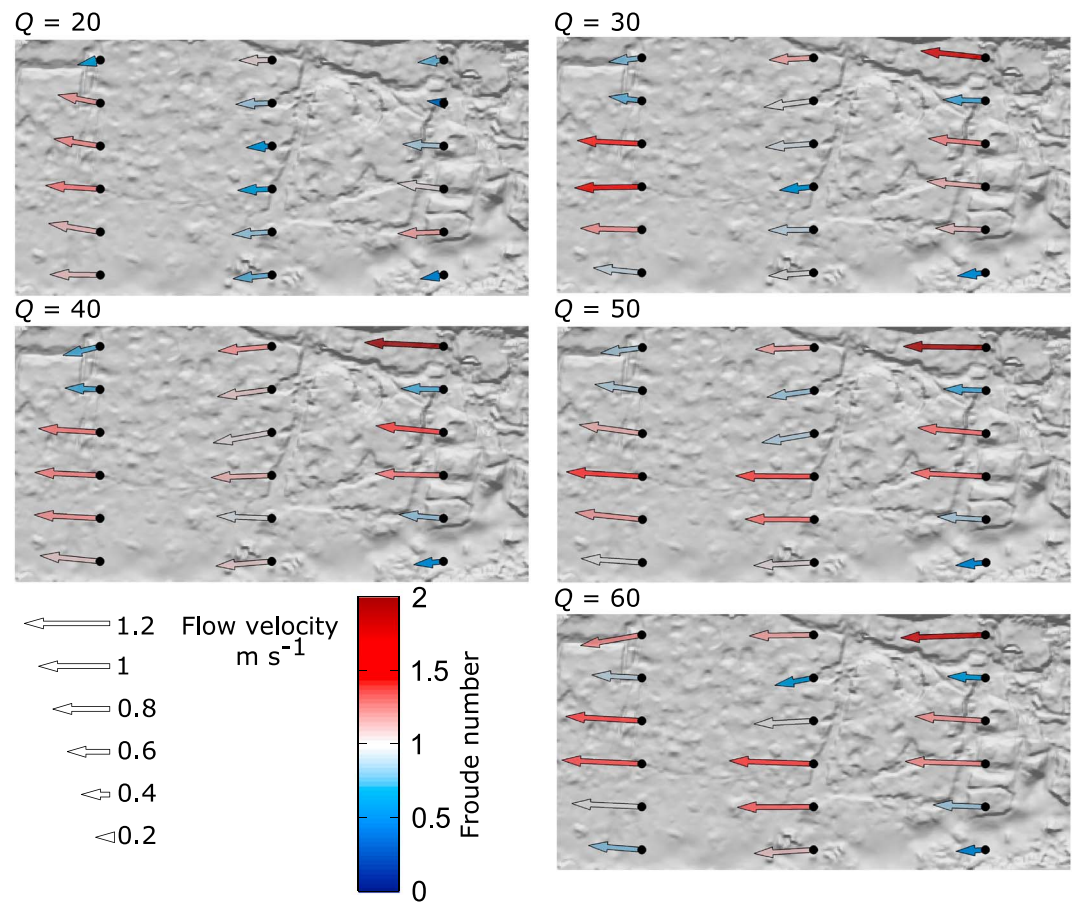 Q = 20
Q = 30
Q = 40
Q = 50
1.2
1
0.8
0.6
0.4
0.2
Flow velocity
m s⁻¹
2
1.5
1
0.5
0
Froude number
Q = 60